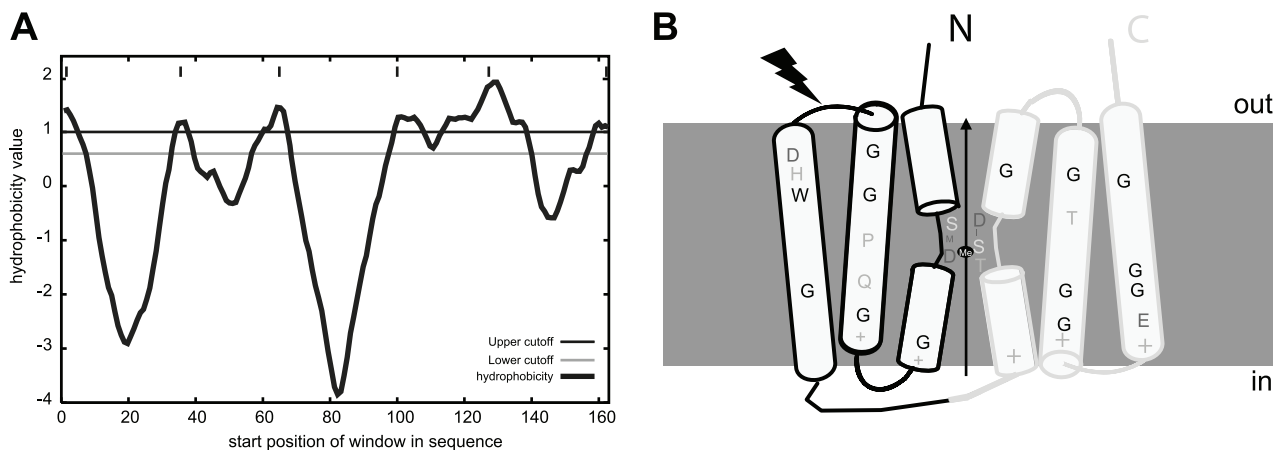 A
hydrophobicity value
2
1
0
-1
-2
-3
-4
Upper cutoff
Lower cutoff
hydrophobicity
0 20 40 60 80 100 120 140 160
start position of window in sequence
B
N
C
out
in
D
H
W
G
G
G
P
Q
G
+
G
+
S
M
D
Me
D
I
S
T
G
+
G
T
G
G
+
G
G
G
E
+